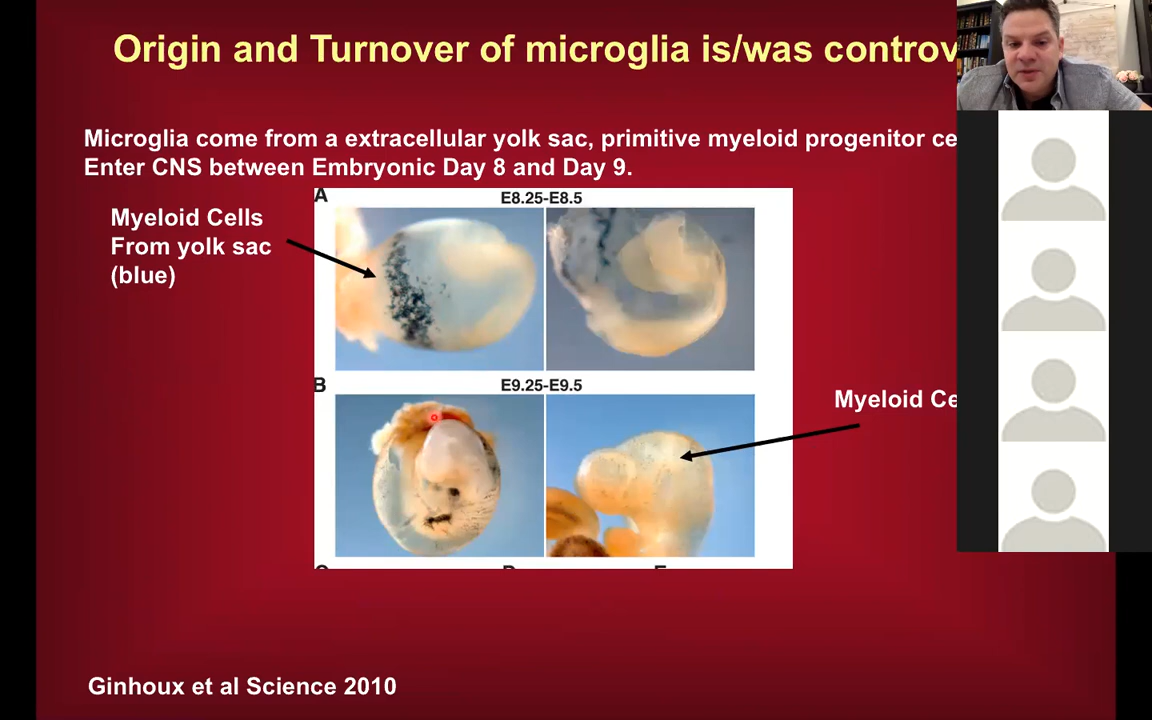 Origin and Turnover of microglia is/was controv
Microglia come from a extracellular yolk sac, primitive myeloid progenitor ce
Enter CNS between Embryonic Day 8 and Day 9.
A
E8.25-E8.5
Myeloid Cells
From yolk sac
(blue)
B
E9.25-E9.5
Myeloid Ce
Ginhoux et al Science 2010